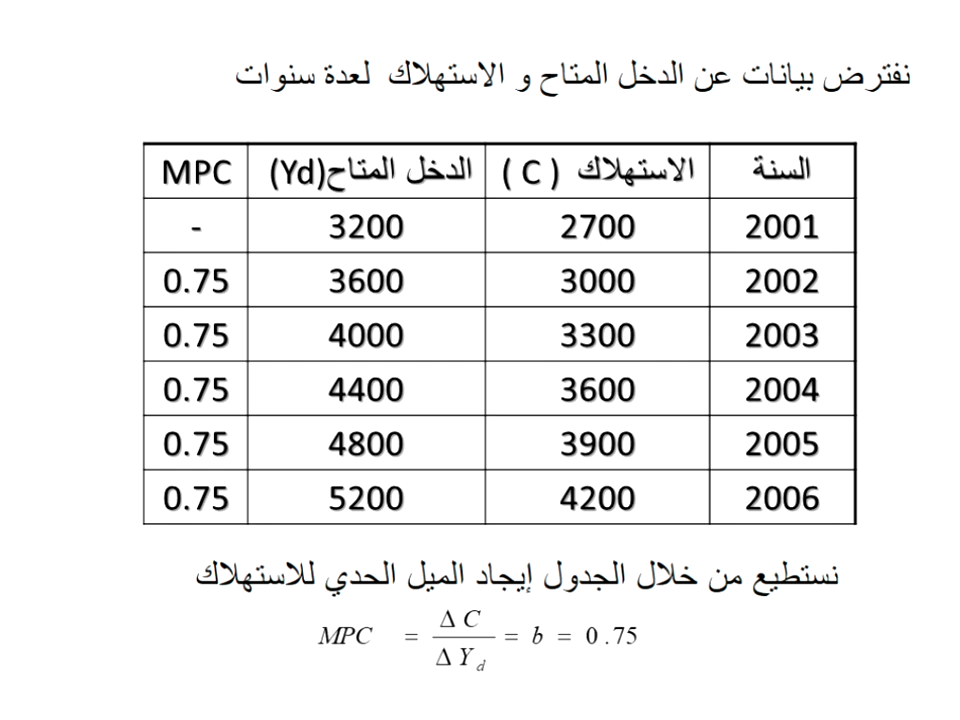 نفترض بيانات عن الدخل المتاح و الاستهلاك لعدة سنوات
السنة الاستهلاك ( C ) الدخل المتاح(Yd) MPC
2001 2700 3200 -
2002 3000 3600 0.75
2003 3300 4000 0.75
2004 3600 4400 0.75
2005 3900 4800 0.75
2006 4200 5200 0.75
نستطيع من خلال الجدول إيجاد الميل الحدي للاستهلاك
MPC = Δ C / Δ Y d = b = 0.75